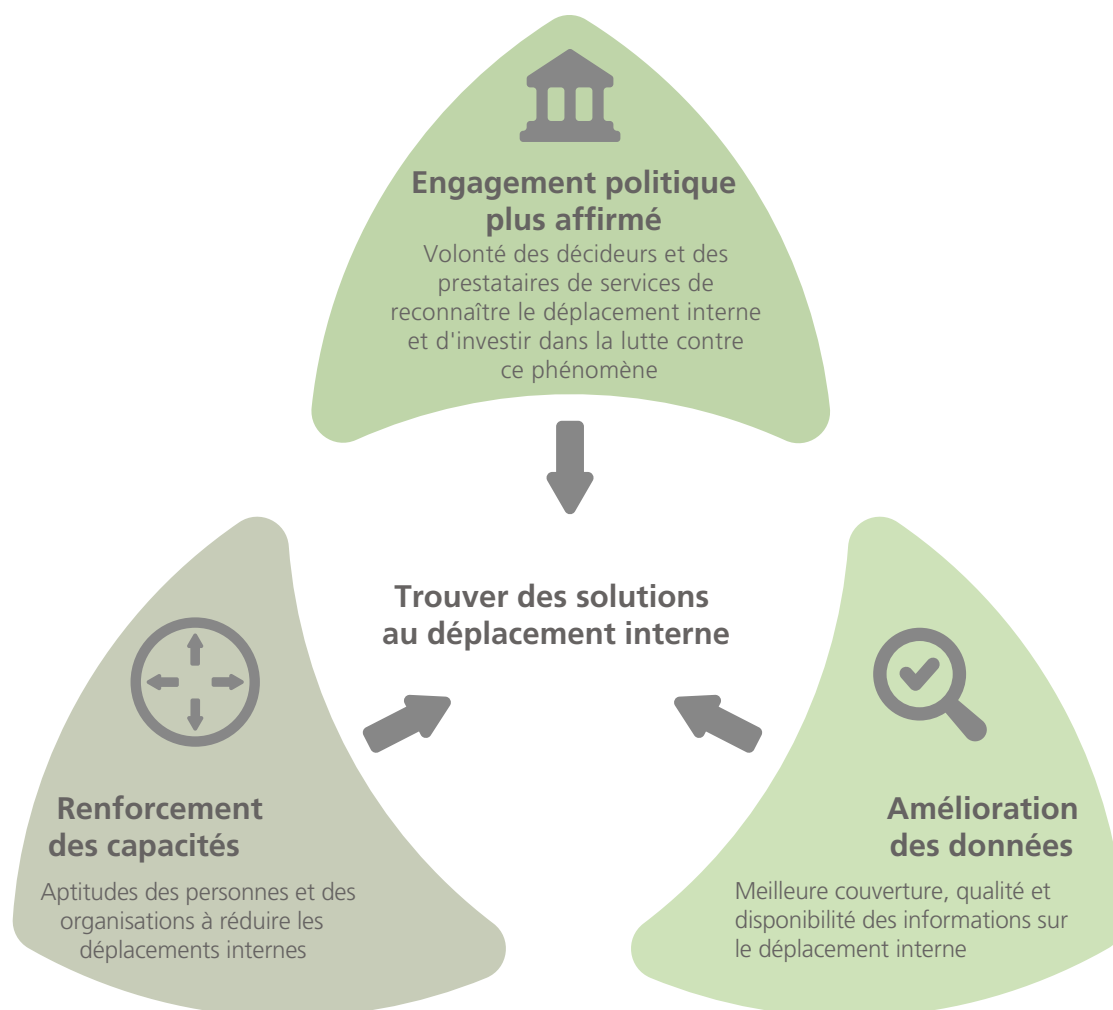 Engagement politique
plus affirmé
Volonté des décideurs et des
prestataires de services de
reconnaître le déplacement interne
et d'investir dans la lutte contre
ce phénomène
Trouver des solutions
au déplacement interne
Renforcement
des capacités
Aptitudes des personnes et des
organisations à réduire les
déplacements internes
Amélioration
des données
Meilleure couverture, qualité et
disponibilité des informations sur
le déplacement interne